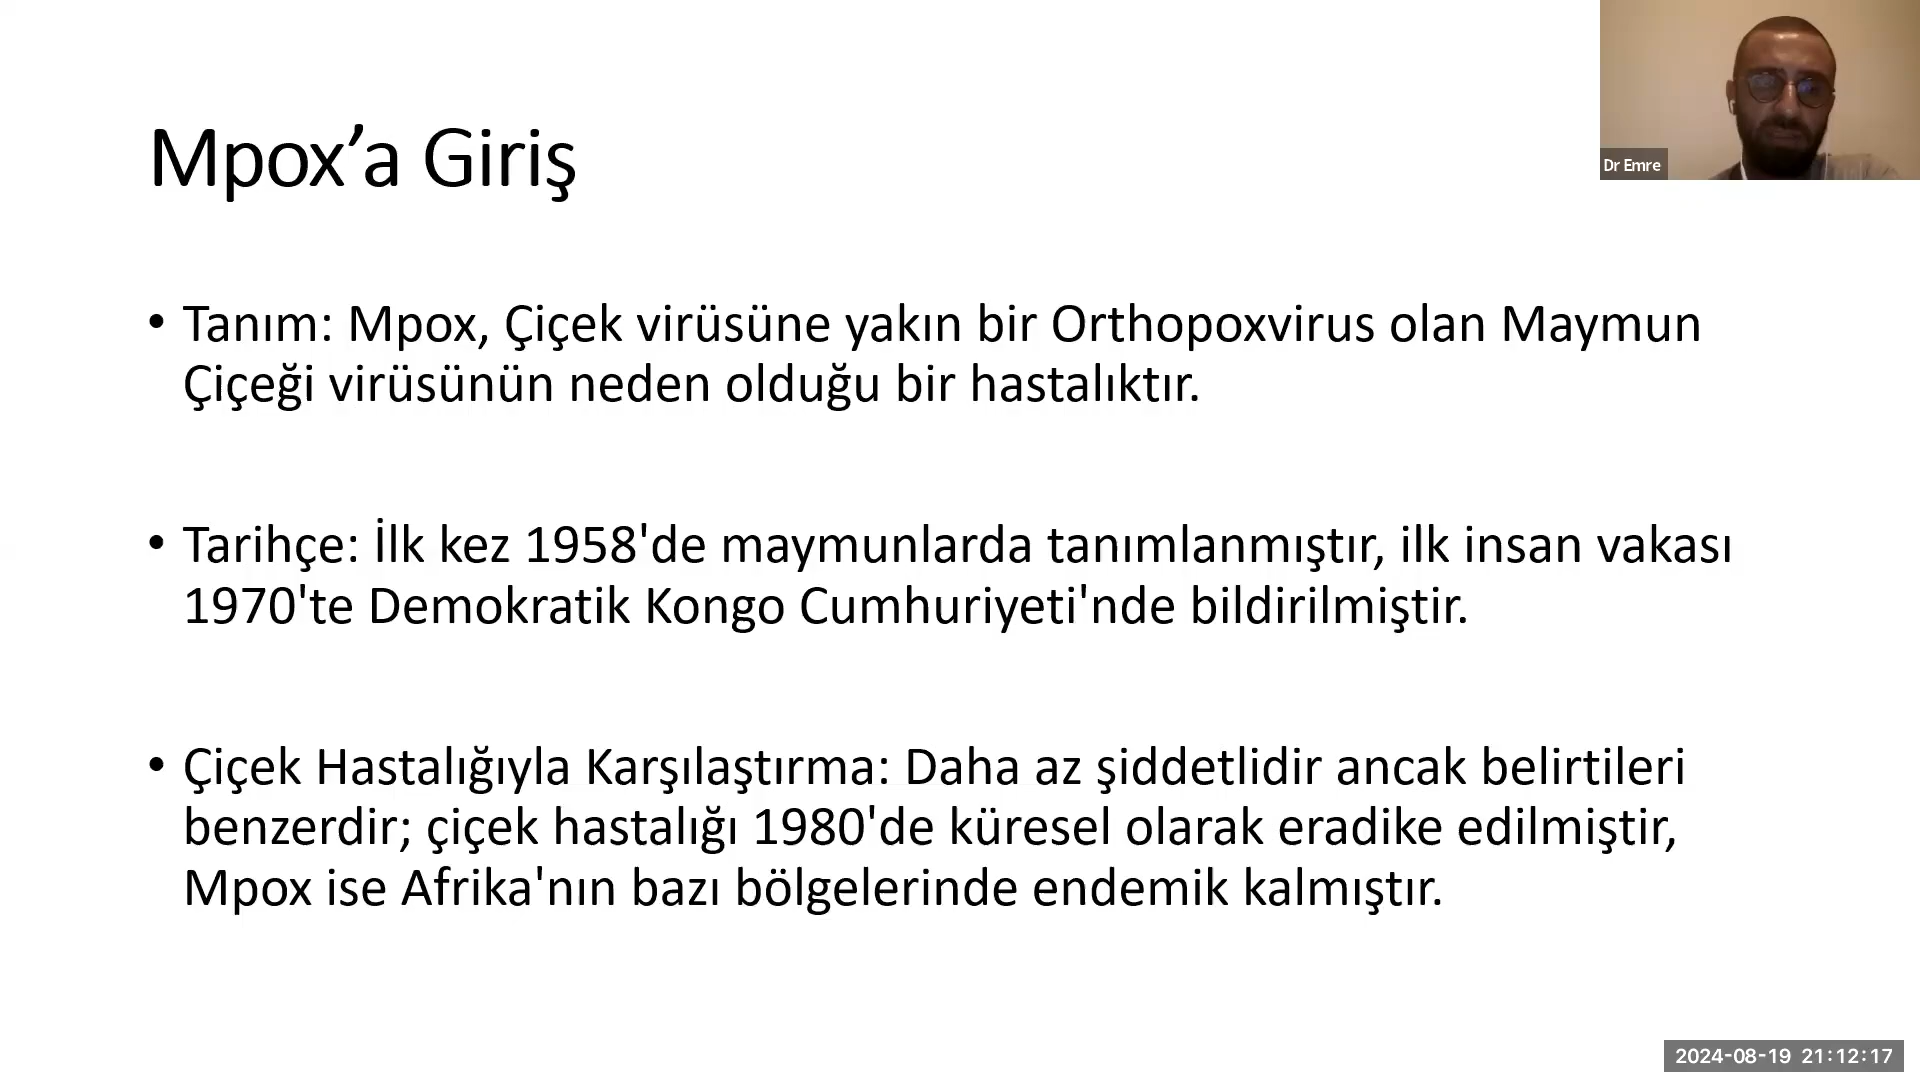 Mpox’a Giriş
Dr Emre
• Tanım: Mpox, Çiçek virüsüne yakın bir Orthopoxvirus olan Maymun
Çiçeği virüsünün neden olduğu bir hastalıktır.
• Tarihçe: İlk kez 1958'de maymunlarda tanımlanmıştır, ilk insan vakası
1970'te Demokratik Kongo Cumhuriyeti'nde bildirilmiştir.
• Çiçek Hastalığıyla Karşılaştırma: Daha az şiddetlidir ancak belirtileri
benzerdir; çiçek hastalığı 1980'de küresel olarak eradike edilmiştir,
Mpox ise Afrika'nın bazı bölgelerinde endemik kalmıştır.
2024-08-19 21:12:17